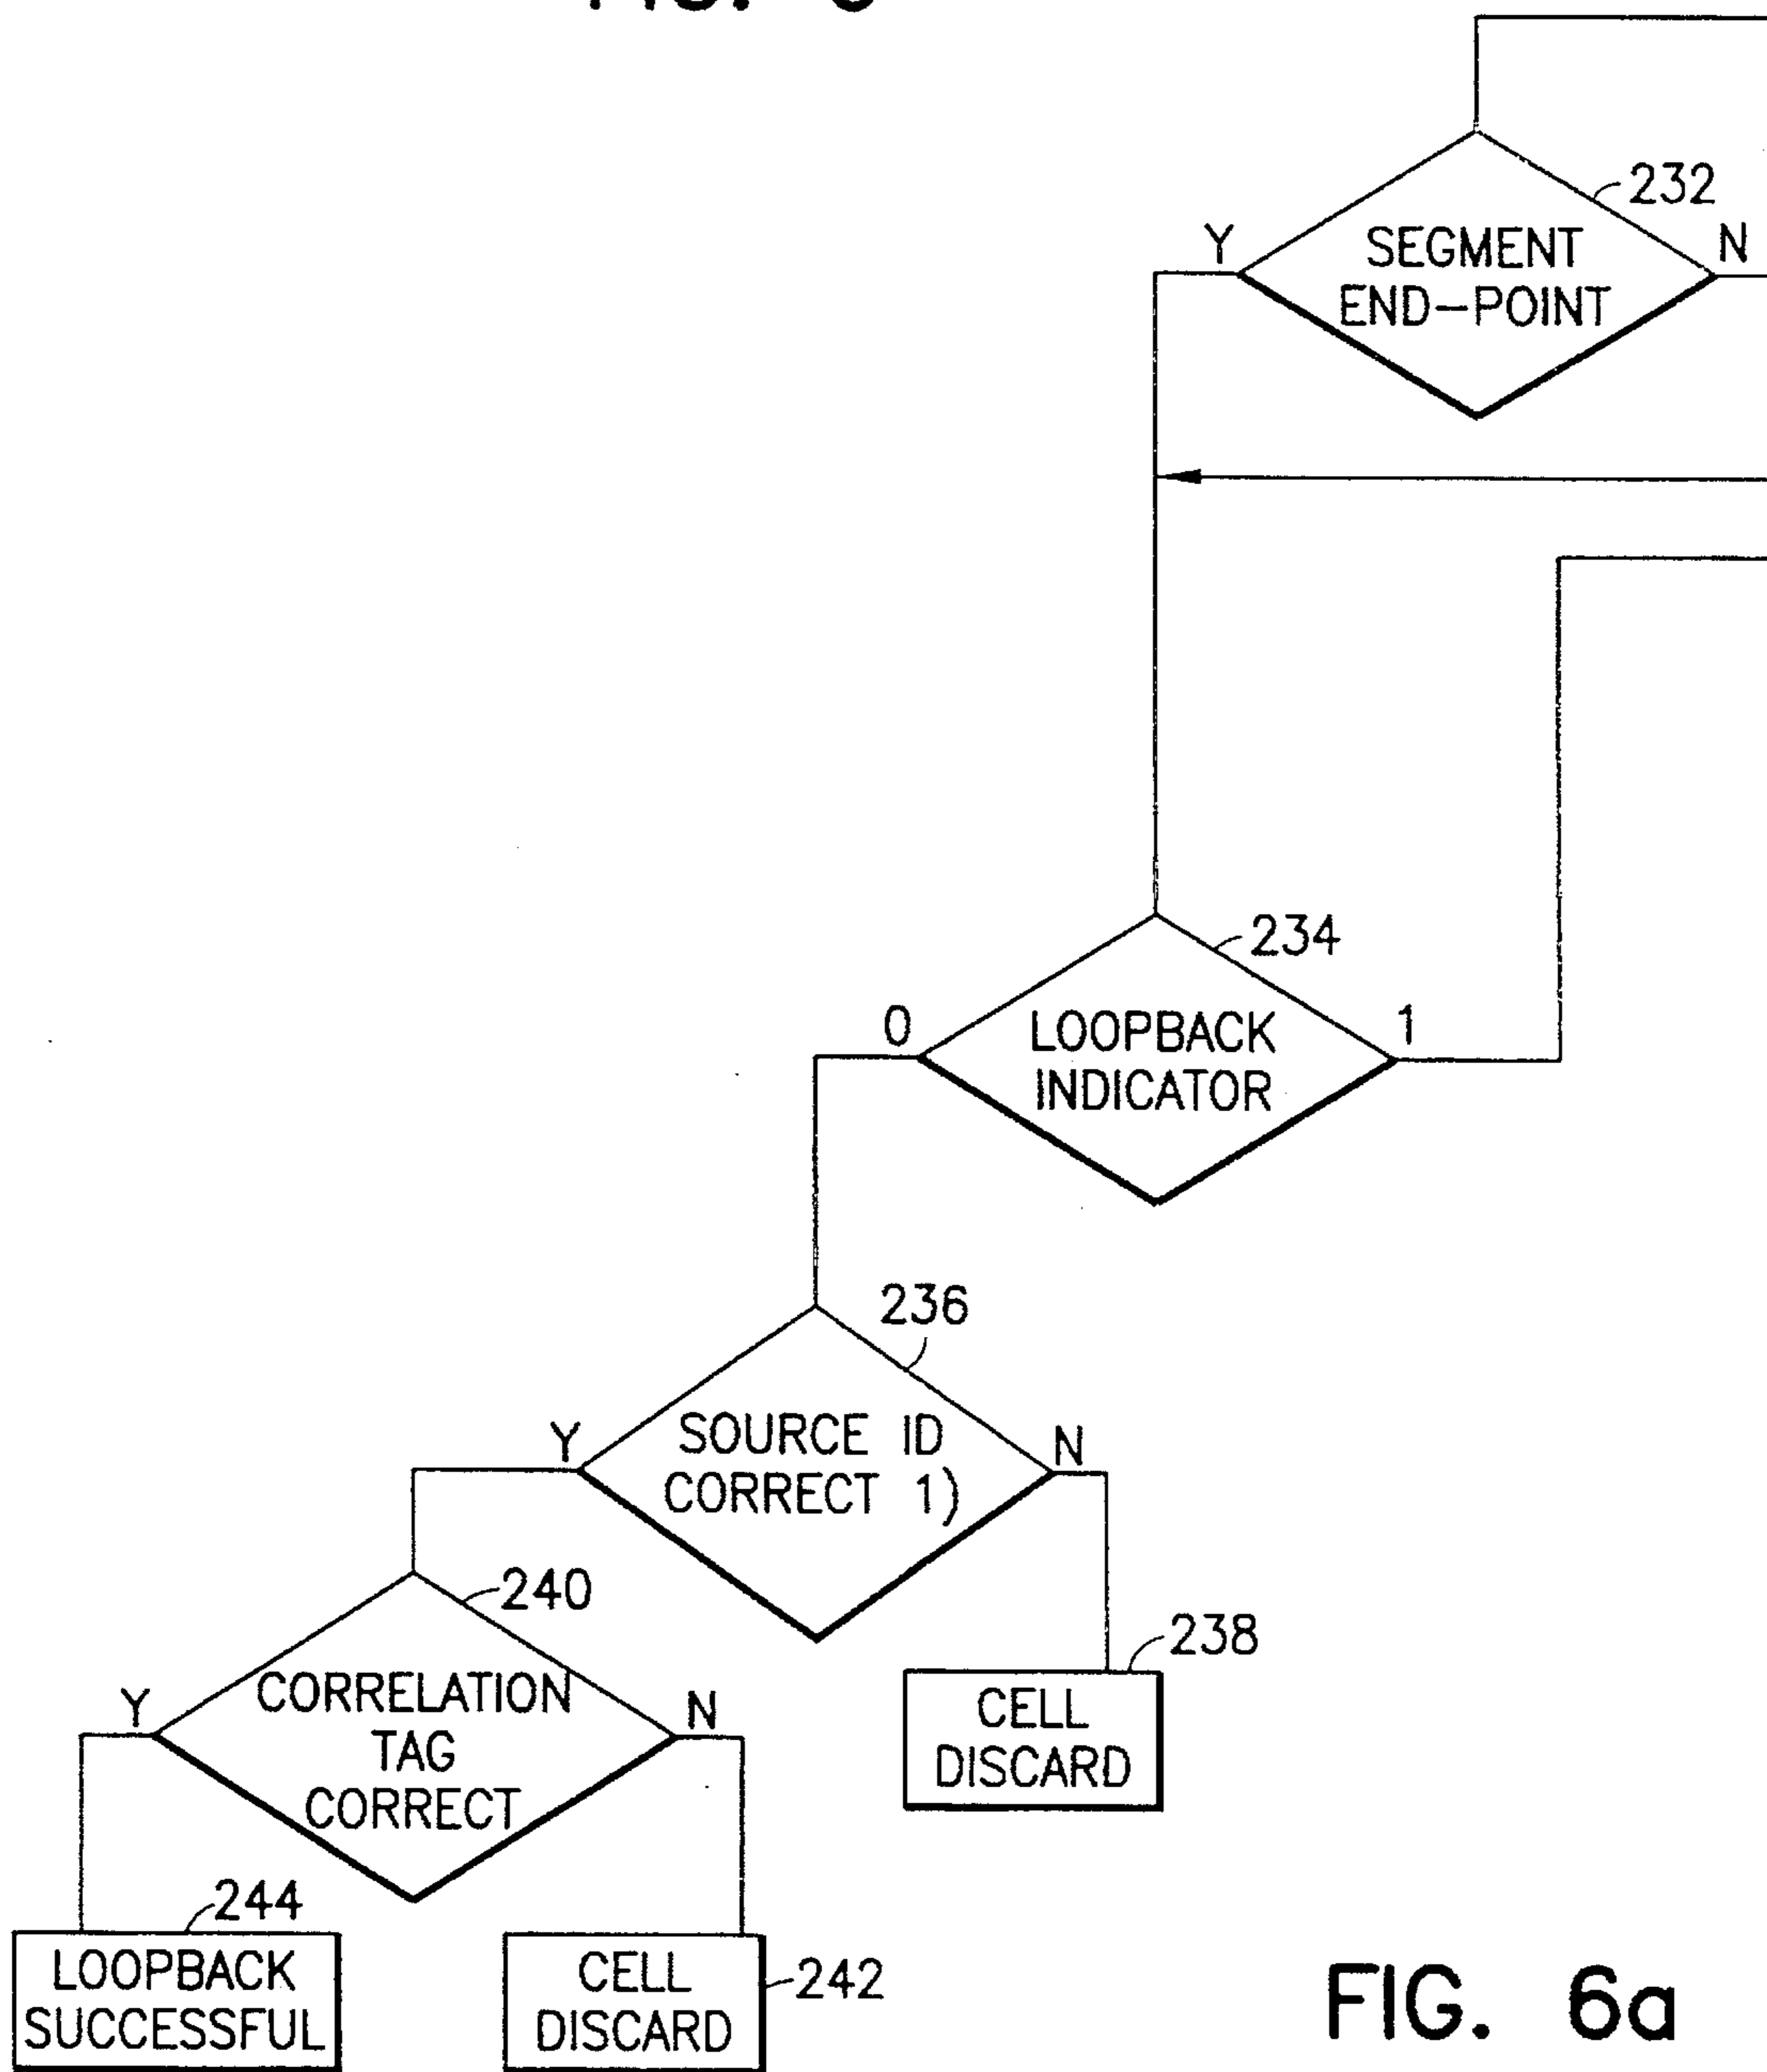 232
Y
SEGMENT
END-POINT
N
234
0
LOOPBACK
INDICATOR
1
236
Y
SOURCE ID
CORRECT 1)
N
240
238
Y
CORRELATION
TAG
CORRECT
N
CELL
DISCARD
244
LOOPBACK
SUCCESSFUL
CELL
DISCARD
242
FIG. 6a